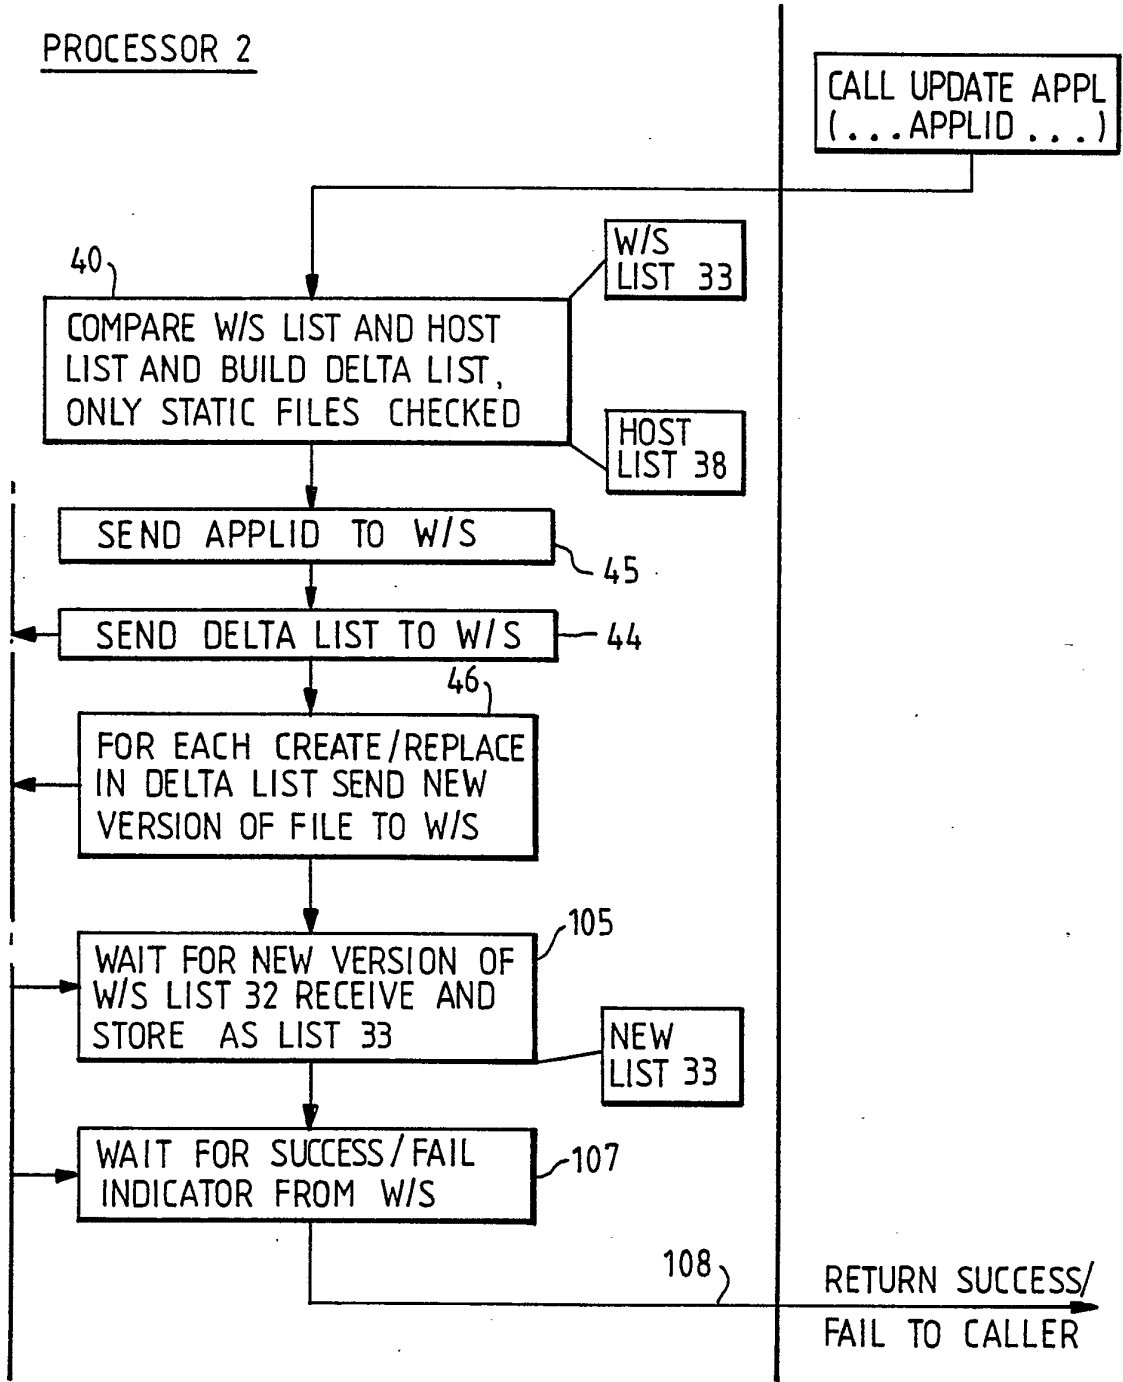 PROCESSOR 2
CALL UPDATE APPL
(...APPLID...)
W/S
LIST 33
40
COMPARE W/S LIST AND HOST
LIST AND BUILD DELTA LIST,
ONLY STATIC FILES CHECKED
HOST
LIST 38
SEND APPLID TO W/S
45
SEND DELTA LIST TO W/S
44
46
FOR EACH CREATE/REPLACE
IN DELTA LIST SEND NEW
VERSION OF FILE TO W/S
105
WAIT FOR NEW VERSION OF
W/S LIST 32 RECEIVE AND
STORE AS LIST 33
NEW
LIST 33
WAIT FOR SUCCESS/FAIL
INDICATOR FROM W/S
107
108
RETURN SUCCESS/
FAIL TO CALLER